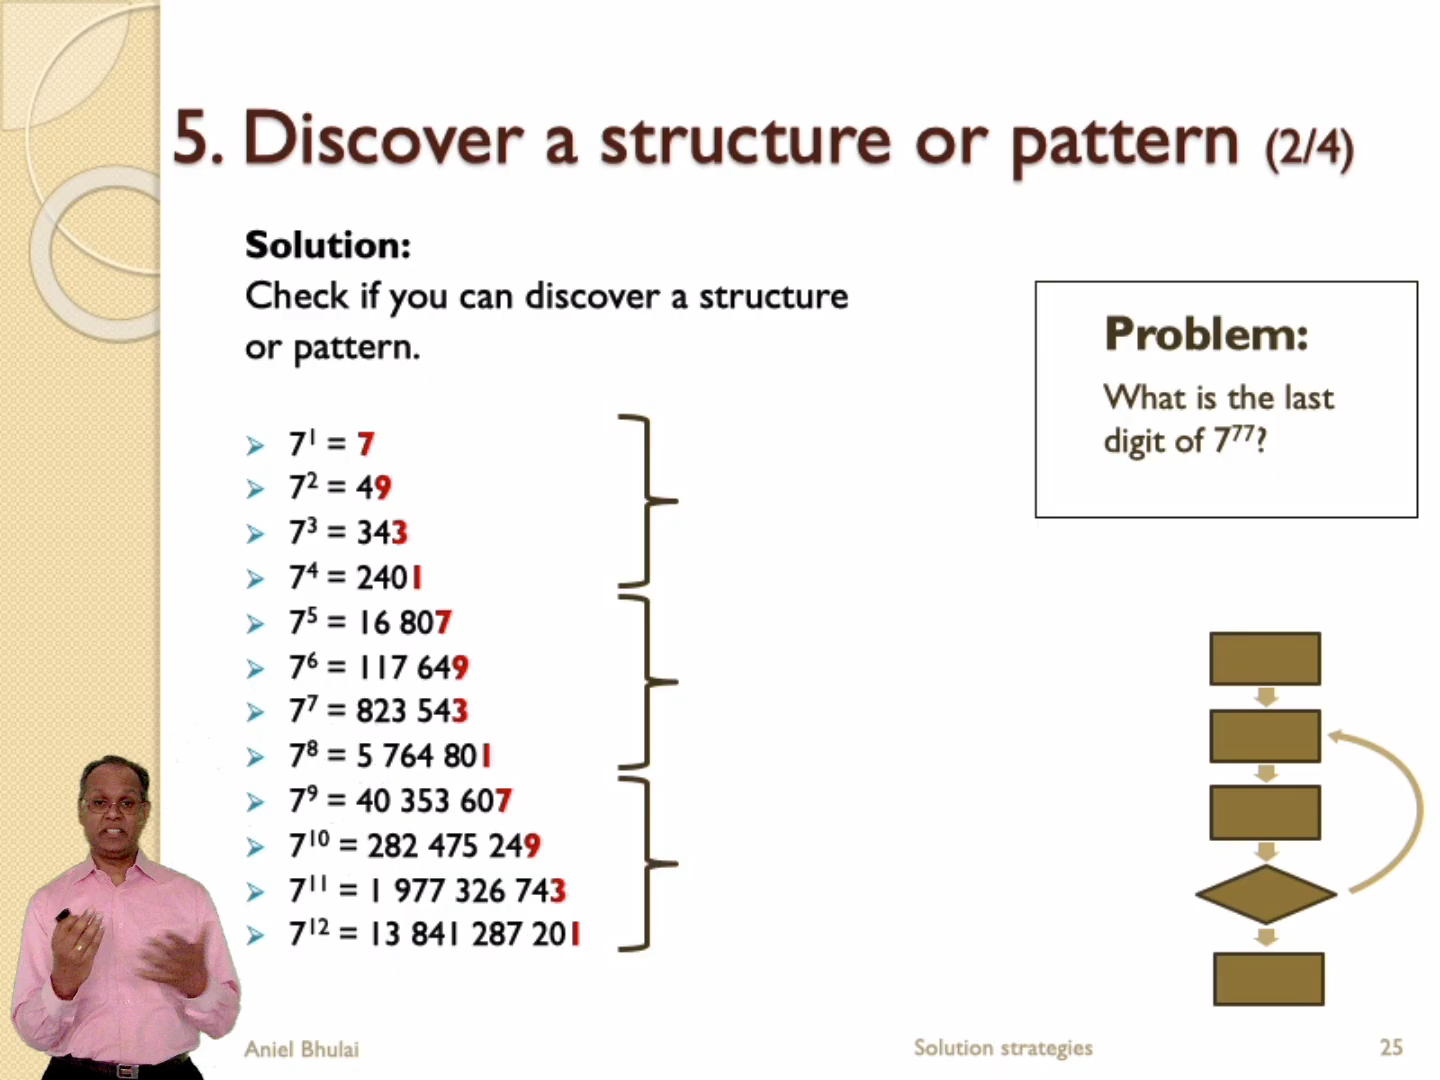 5. Discover a structure or pattern (2/4)
Solution:
Check if you can discover a structure
or pattern.
7¹ = 7
7² = 49
7³ = 343
7⁴ = 2401
7⁵ = 16 807
7⁶ = 117 649
7⁷ = 823 543
7⁸ = 5 764 801
7⁹ = 40 353 607
7¹⁰ = 282 475 249
7¹¹ = 1 977 326 743
7¹² = 13 841 287 201
Problem:
What is the last
digit of 7⁷⁷?
Aniel Bhulai
Solution strategies
25